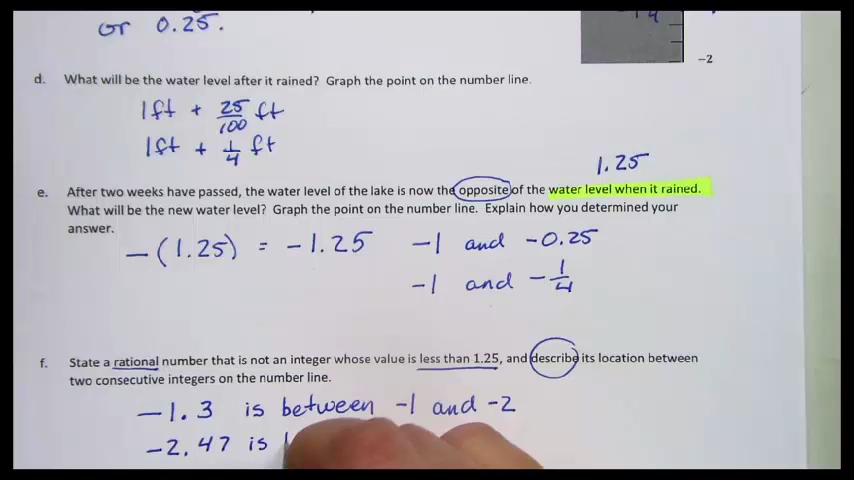 or 0.25.
-2
d. What will be the water level after it rained? Graph the point on the number line.
1ft + 25/100 ft
1ft + 1/4 ft
1.25
e. After two weeks have passed, the water level of the lake is now the opposite of the water level when it rained.
What will be the new water level? Graph the point on the number line. Explain how you determined your
answer.
-(1.25) = -1.25 -1 and -0.25
-1 and -1/4
f. State a rational number that is not an integer whose value is less than 1.25, and describe its location between
two consecutive integers on the number line.
-1.3 is between -1 and -2
-2.47 is